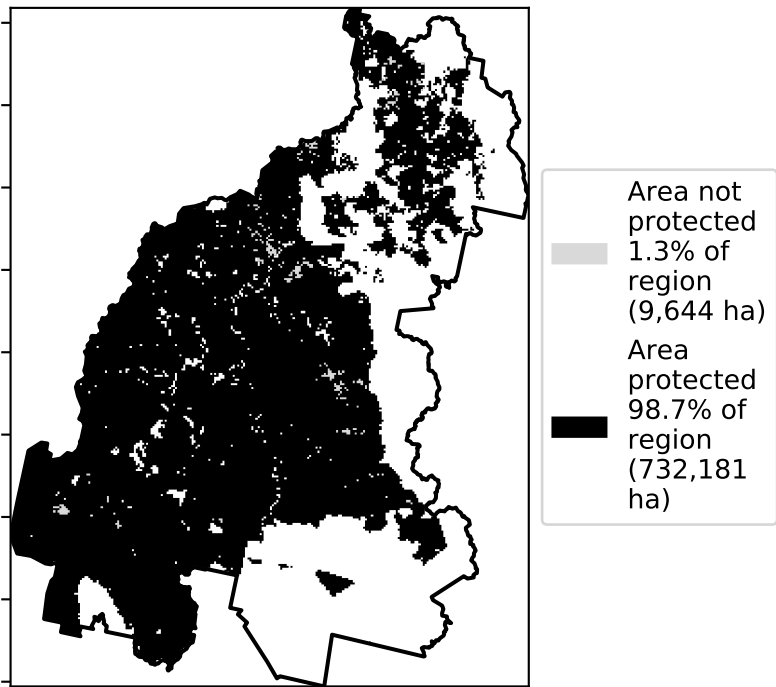 Area not
protected
1.3% of
region
(9,644 ha)
Area
protected
98.7% of
region
(732,181
ha)